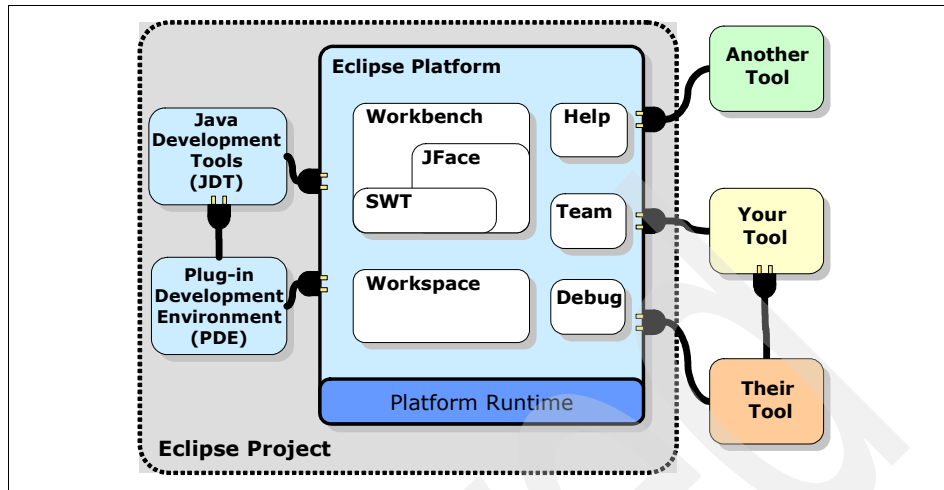 Eclipse Platform
Another
Tool
Workbench
Help
Java
Development
Tools
(JDT)
JFace
SWT
Team
Your
Tool
Plug-in
Development
Environment
(PDE)
Workspace
Debug
Their
Tool
Platform Runtime
Eclipse Project